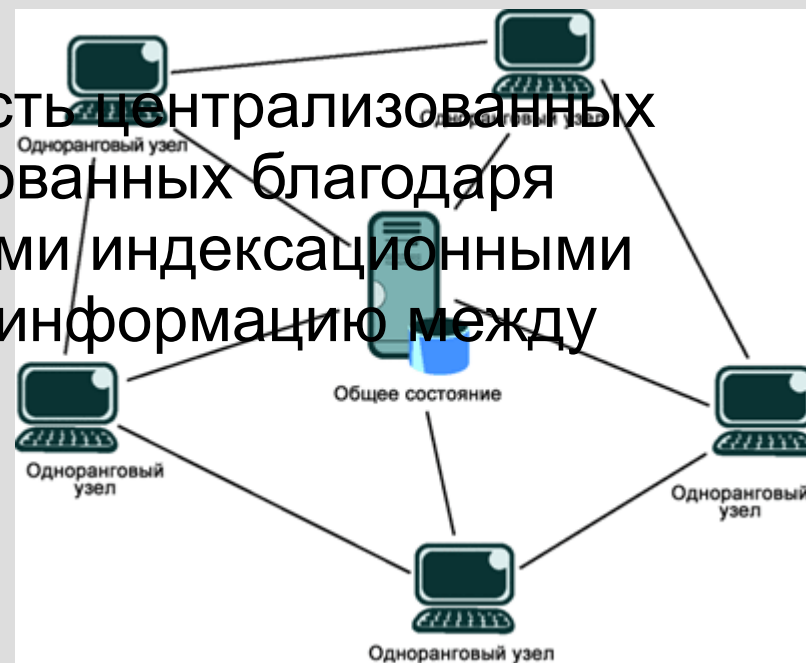 сть централизованных
ованных благодаря
ми индексационными
информацию между
Одноранговый узел
Одноранговый узел
Общее состояние
Одноранговый
узел
Одноранговый
узел
Одноранговый узел